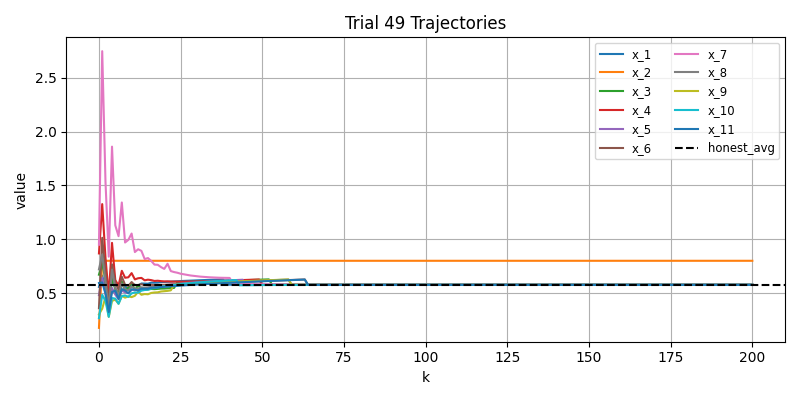 Trial 49 Trajectories
value
2.5
2.0
1.5
1.0
0.5
0
25
50
75
100
125
150
175
200
k
x_1
x_2
x_3
x_4
x_5
x_6
x_7
x_8
x_9
x_10
x_11
honest_avg